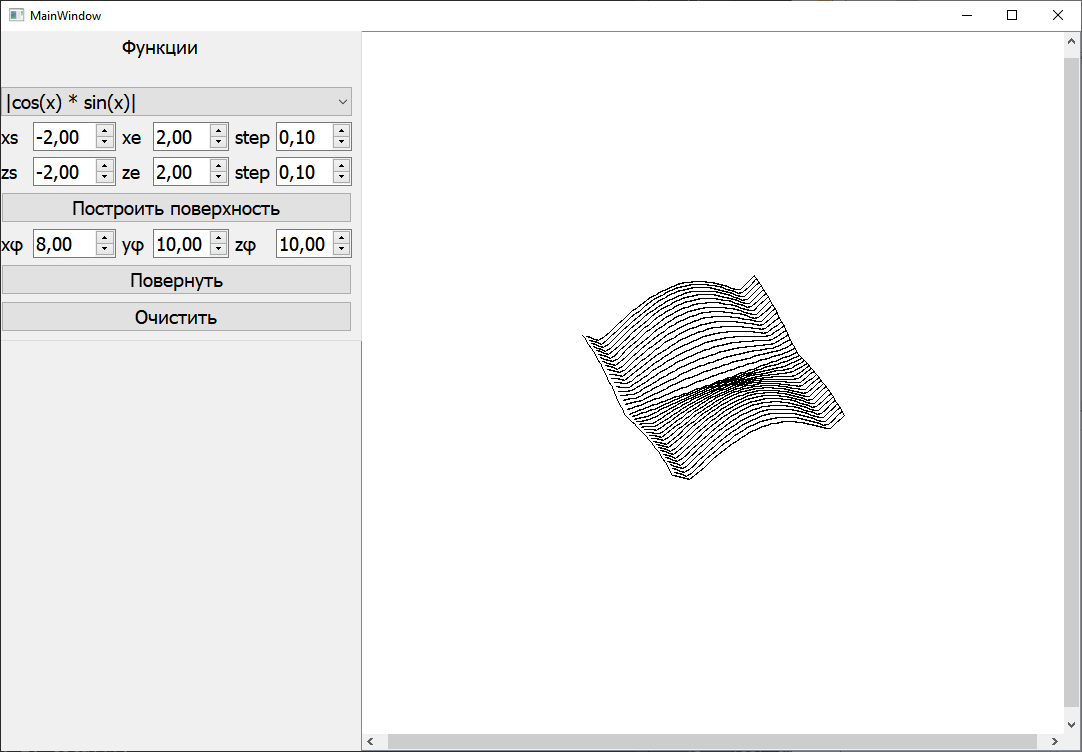 MainWindow
Функции
|cos(x) * sin(x)|
xs -2,00 xe 2,00 step 0,10
zs -2,00 ze 2,00 step 0,10
Построить поверхность
xφ 8,00 yφ 10,00 zφ 10,00
Повернуть
Очистить